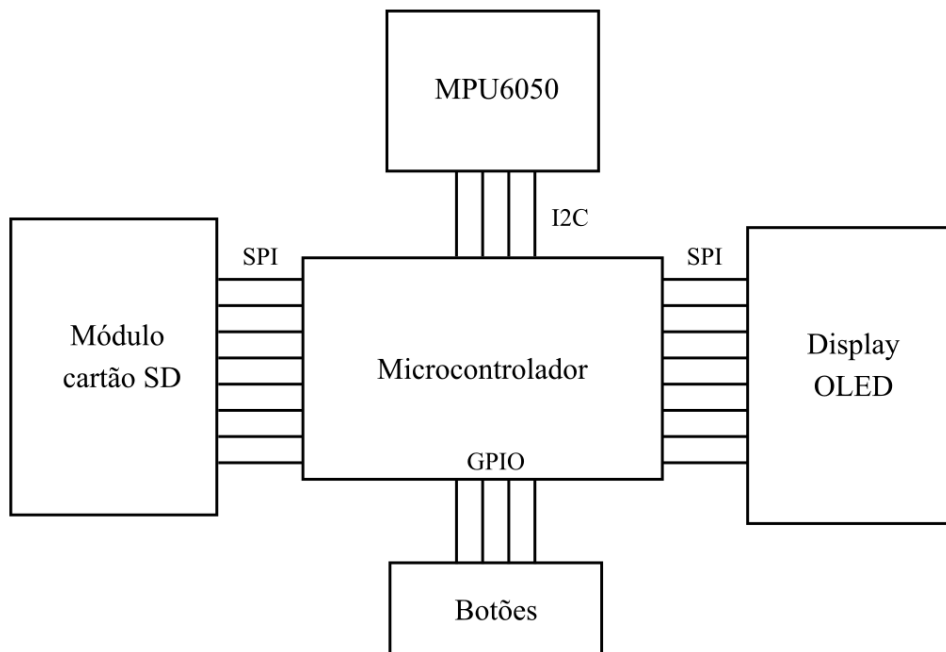 MPU6050
I2C
SPI
SPI
Módulo
cartão SD
Microcontrolador
Display
OLED
GPIO
Botões